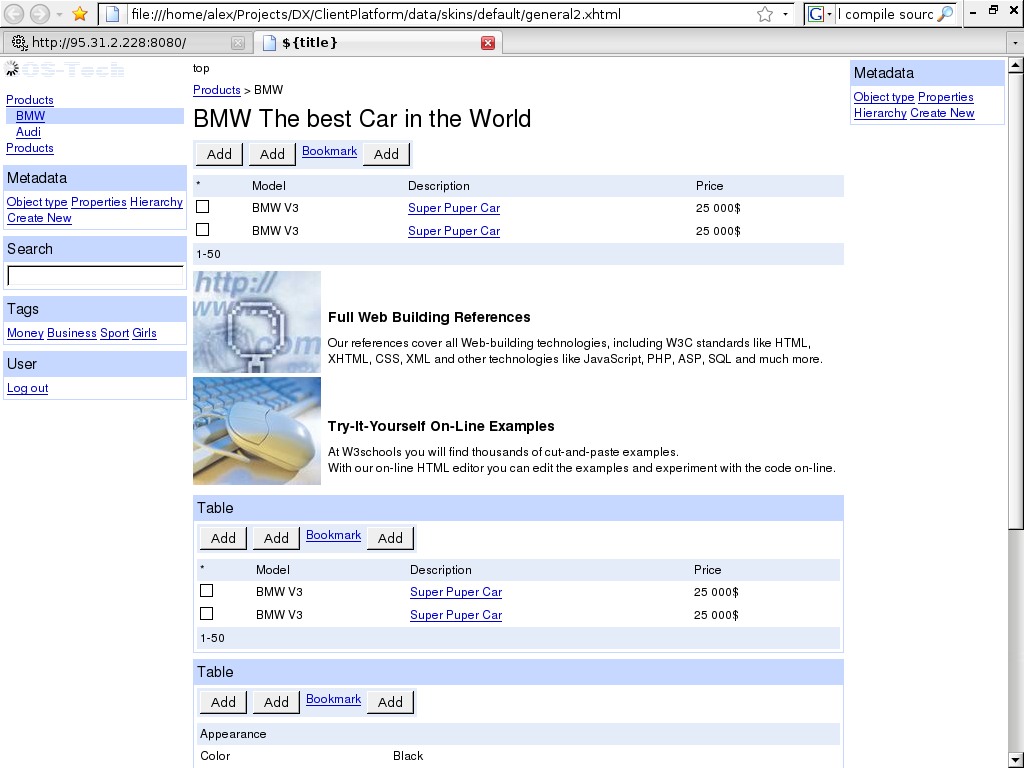 file:///home/alex/Projects/DX/ClientPlatform/data/skins/default/general2.xhtml
I compile sourc
http://95.31.2.228:8080/
${title}
OS-Tech
Products
BMW
Audi
Products
Metadata
Object type Properties Hierarchy
Create New
Search
Tags
Money Business Sport Girls
User
Log out
top
Products > BMW
BMW The best Car in the World
Add Add Bookmark Add
* Model Description Price
BMW V3 Super Puper Car 25 000$
BMW V3 Super Puper Car 25 000$
1-50
http://
www
com
Full Web Building References
Our references cover all Web-building technologies, including W3C standards like HTML,
XHTML, CSS, XML and other technologies like JavaScript, PHP, ASP, SQL and much more.
Try-It-Yourself On-Line Examples
At W3schools you will find thousands of cut-and-paste examples.
With our on-line HTML editor you can edit the examples and experiment with the code on-line.
Table
Add Add Bookmark Add
* Model Description Price
BMW V3 Super Puper Car 25 000$
BMW V3 Super Puper Car 25 000$
1-50
Table
Add Add Bookmark Add
Appearance
Color Black
Metadata
Object type Properties
Hierarchy Create New